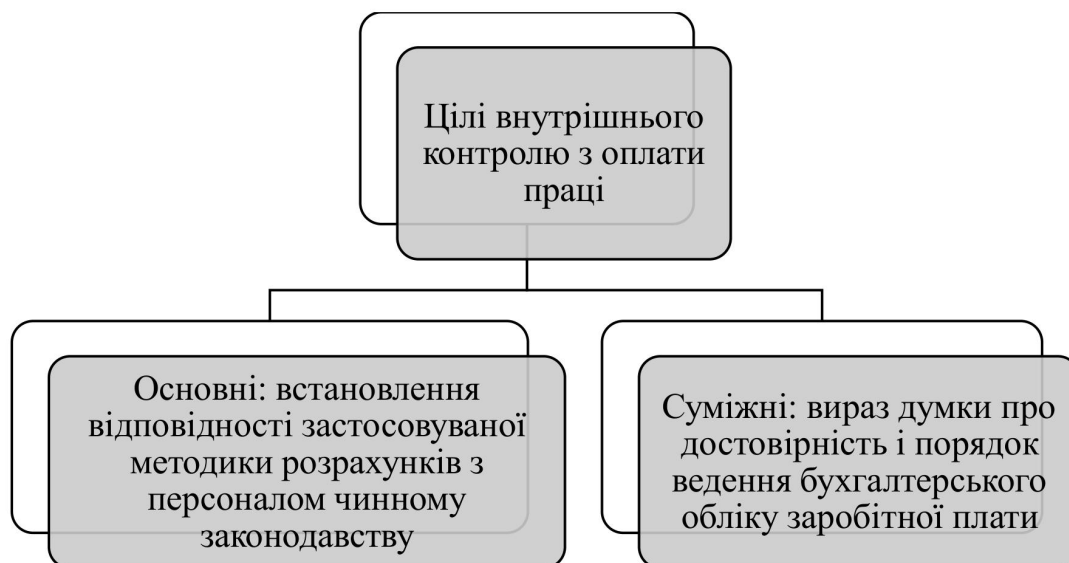 Цілі внутрішнього
контролю з оплати
праці
Основні: встановлення
відповідності застосовуваної
методики розрахунків з
персоналом чинному
законодавству
Суміжні: вираз думки про
достовірність і порядок
ведення бухгалтерського
обліку заробітної плати